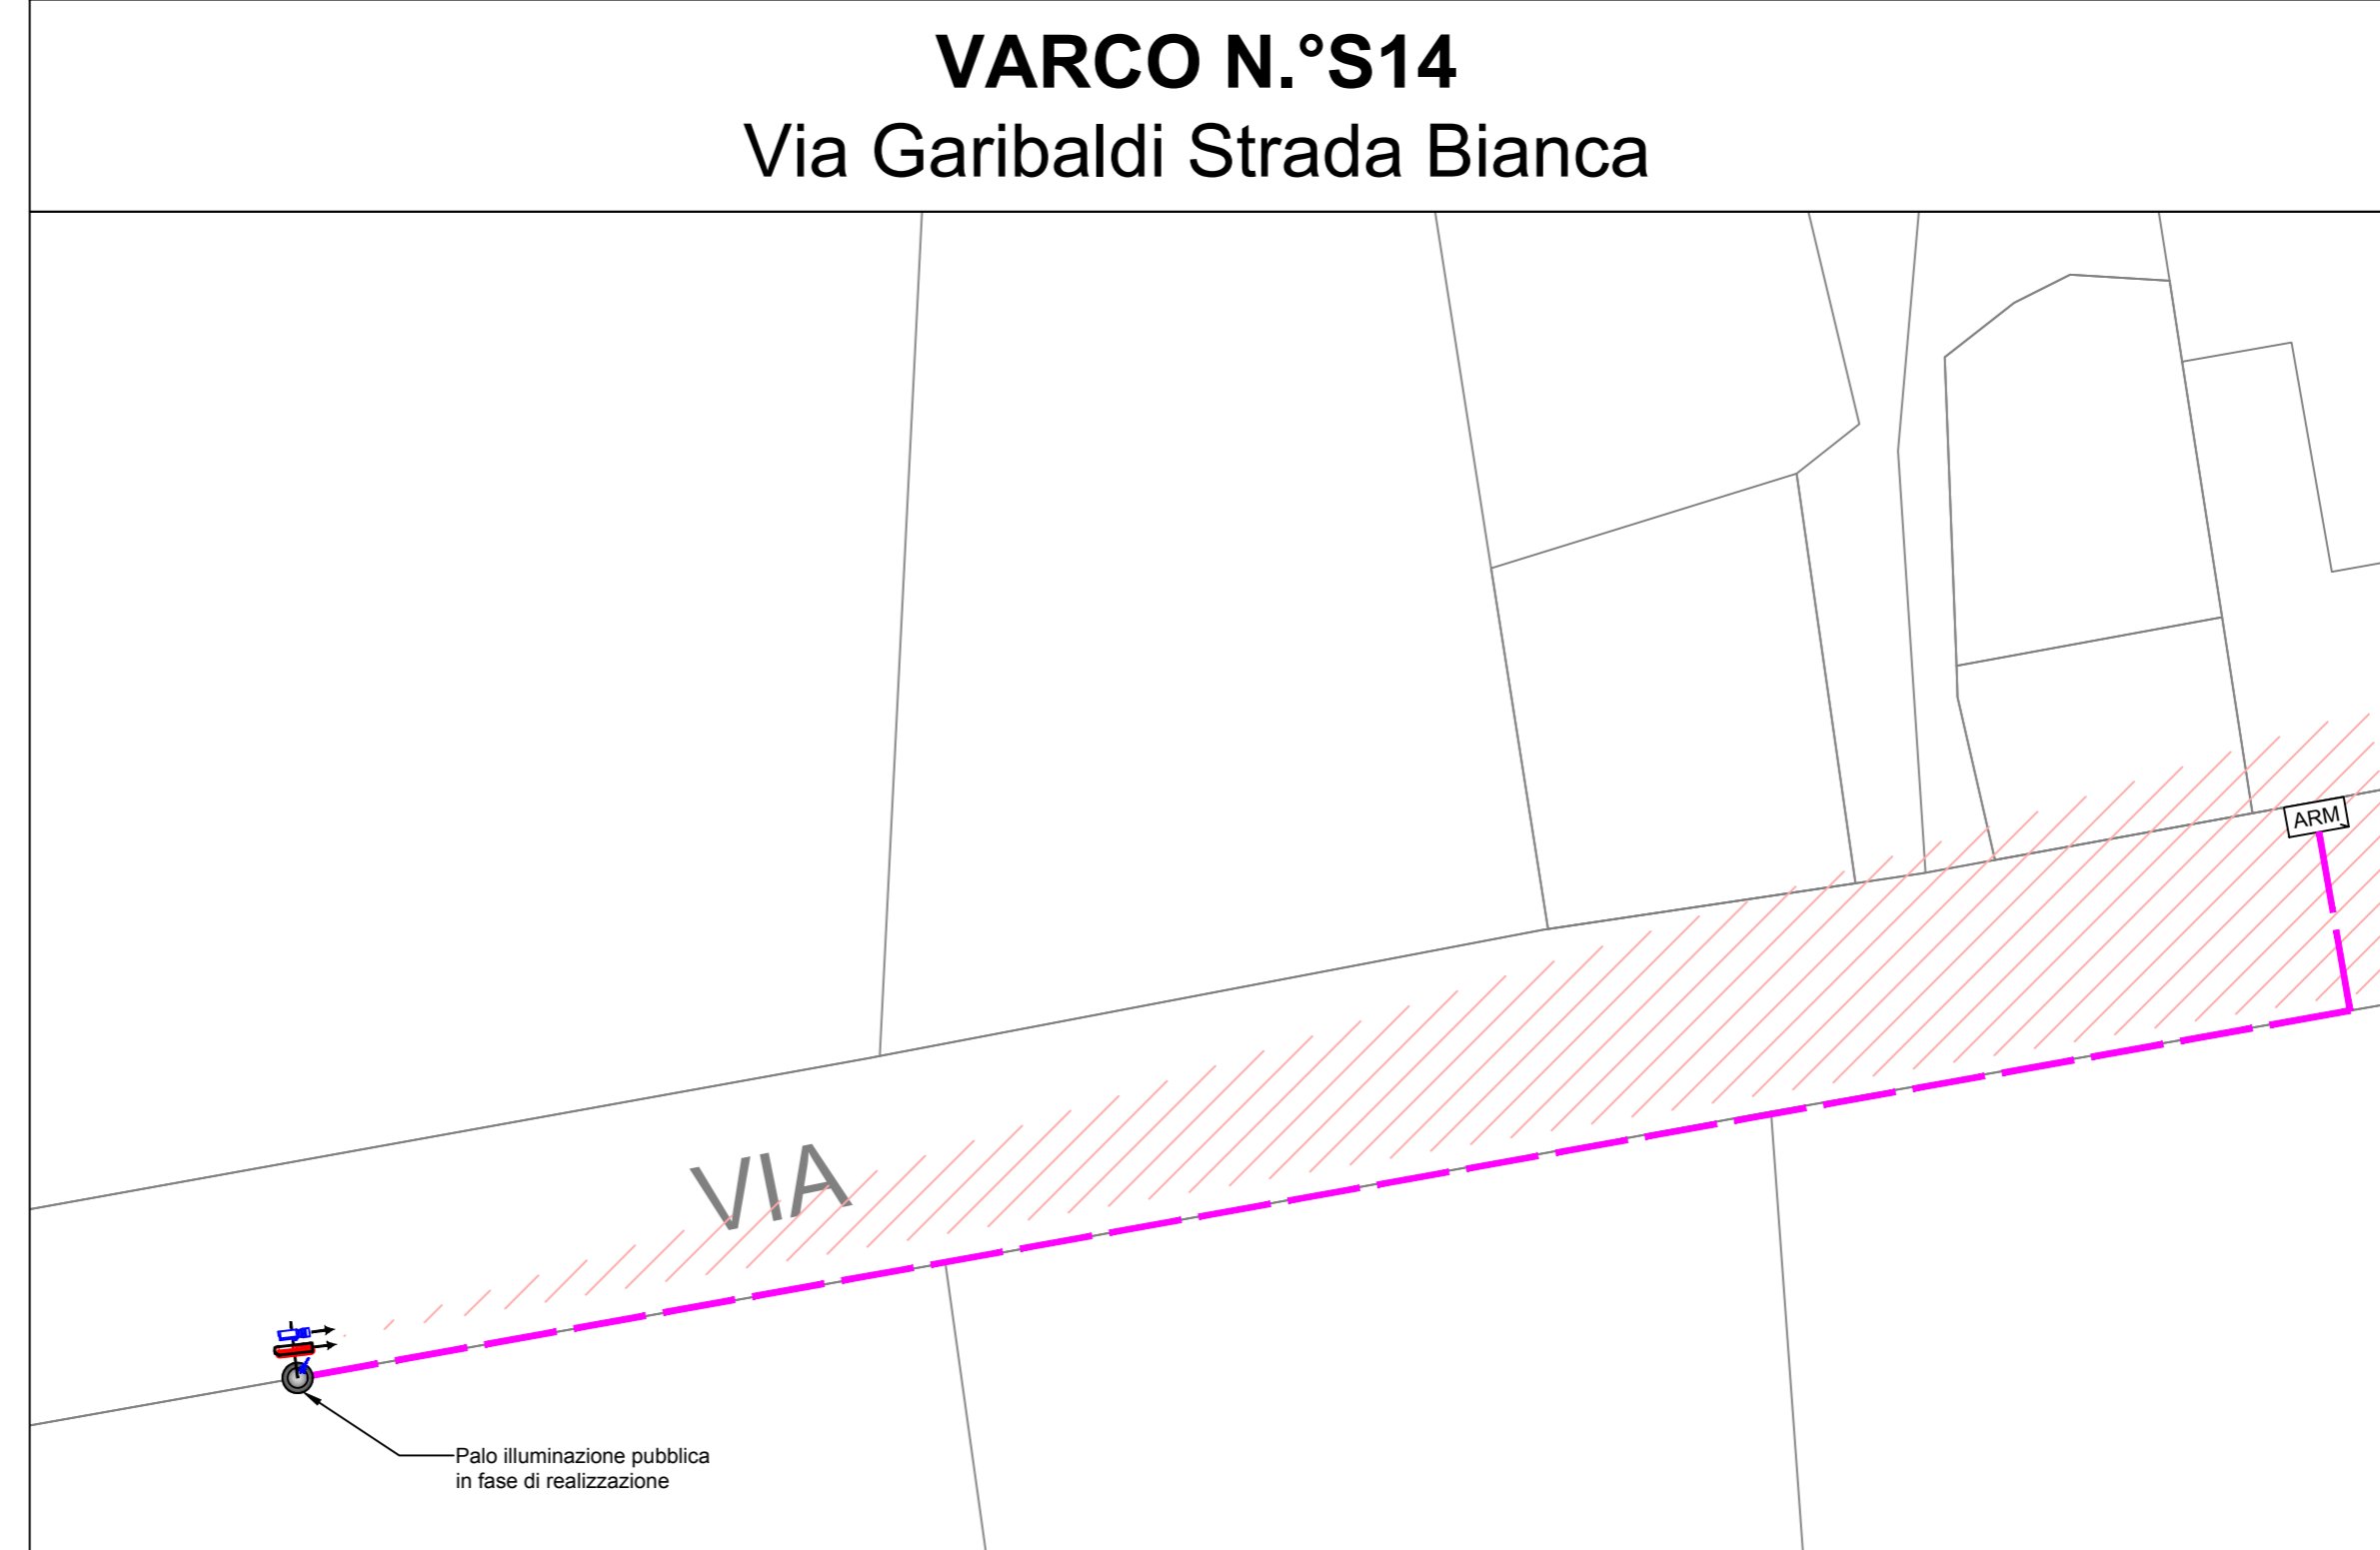 VARCO N.°S14
Via Garibaldi Strada Bianca
ARM
VIA
Palo illuminazione pubblica
in fase di realizzazione